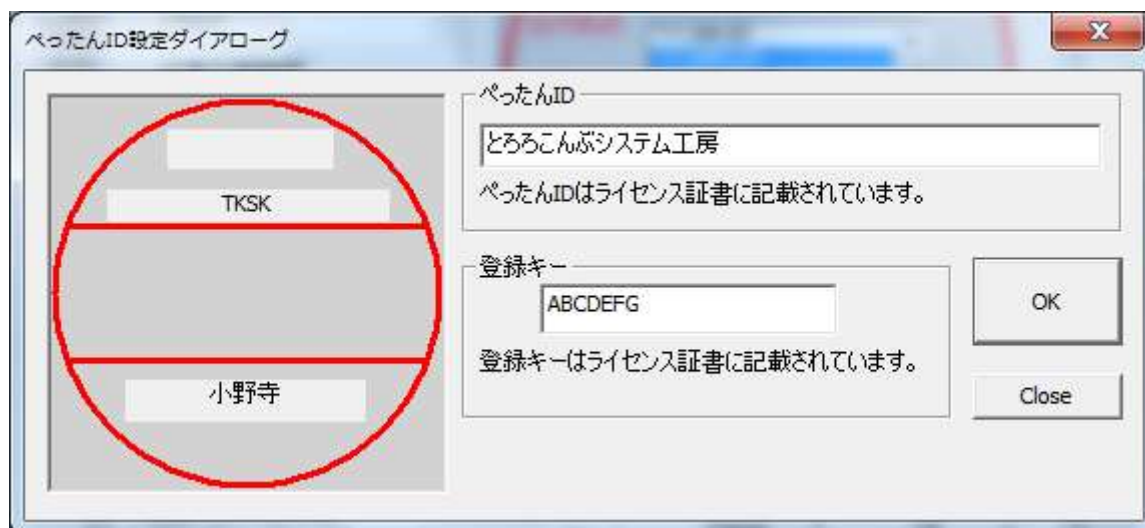 ぺったんID設定ダイアローグ
TKSK
小野寺
ぺったんID
とろろこんぶシステム工房
ぺったんIDはライセンス証書に記載されています。
登録キー
ABCDEFG
登録キーはライセンス証書に記載されています。
OK
Close